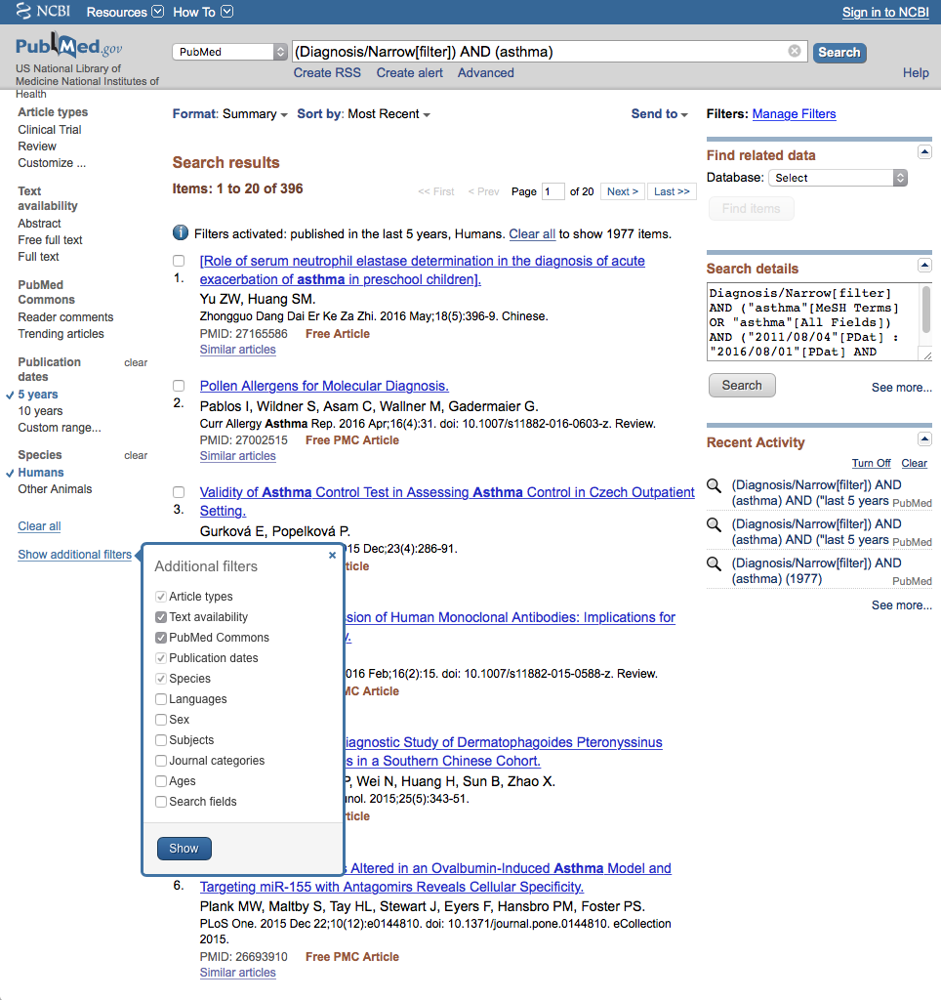 NCBI Resources How To Sign in to NCBI
PubMed.gov
US National Library of
Medicine National Institutes of
Health
PubMed
(Diagnosis/Narrow[filter]) AND (asthma)
Search
Create RSS Create alert Advanced
Help
Article types
Clinical Trial
Review
Customize ...
Text
availability
Abstract
Free full text
Full text
PubMed
Commons
Reader comments
Trending articles
Publication clear
dates
5 years
10 years
Custom range...
Species clear
Humans
Other Animals
Clear all
Show additional filters
Format: Summary Sort by: Most Recent Send to
Search results
Items: 1 to 20 of 396
<< First < Prev Page 1 of 20 Next > Last >>
Filters activated: published in the last 5 years, Humans. Clear all to show 1977 items.
[Role of serum neutrophil elastase determination in the diagnosis of acute
1. exacerbation of asthma in preschool children].
Yu ZW, Huang SM.
Zhongguo Dang Dai Er Ke Za Zhi. 2016 May;18(5):396-9. Chinese.
PMID: 27165586 Free Article
Similar articles
Pollen Allergens for Molecular Diagnosis.
2. Pablos I, Wildner S, Asam C, Wallner M, Gadermaier G.
Curr Allergy Asthma Rep. 2016 Apr;16(4):31. doi: 10.1007/s11882-016-0603-z. Review.
PMID: 27002515 Free PMC Article
Similar articles
Validity of Asthma Control Test in Assessing Asthma Control in Czech Outpatient
3. Setting.
Gurková E, Popelková P.
15 Dec;23(4):286-91.
ticle
sion of Human Monoclonal Antibodies: Implications for
y.
016 Feb;16(2):15. doi: 10.1007/s11882-015-0588-z. Review.
MC Article
iagnostic Study of Dermatophagoides Pteronyssinus
s in a Southern Chinese Cohort.
P, Wei N, Huang H, Sun B, Zhao X.
nol. 2015;25(5):343-51.
ticle
s Altered in an Ovalbumin-Induced Asthma Model and
6. Targeting miR-155 with Antagomirs Reveals Cellular Specificity.
Plank MW, Maltby S, Tay HL, Stewart J, Eyers F, Hansbro PM, Foster PS.
PLoS One. 2015 Dec 22;10(12):e0144810. doi: 10.1371/journal.pone.0144810. eCollection
2015.
PMID: 26693910 Free PMC Article
Similar articles
Additional filters ×
Article types
Text availability
PubMed Commons
Publication dates
Species
Languages
Sex
Subjects
Journal categories
Ages
Search fields
Show
Filters: Manage Filters
Find related data
Database: Select
Find items
Search details
Diagnosis/Narrow[filter]
AND ("asthma"[MeSH Terms]
OR "asthma"[All Fields])
AND ("2011/08/04"[PDat] :
"2016/08/01"[PDat] AND
Search
See more...
Recent Activity
Turn Off Clear
(Diagnosis/Narrow[filter]) AND
(asthma) AND ("last 5 years PubMed
(Diagnosis/Narrow[filter]) AND
(asthma) AND ("last 5 years PubMed
(Diagnosis/Narrow[filter]) AND
(asthma) (1977) PubMed
See more...